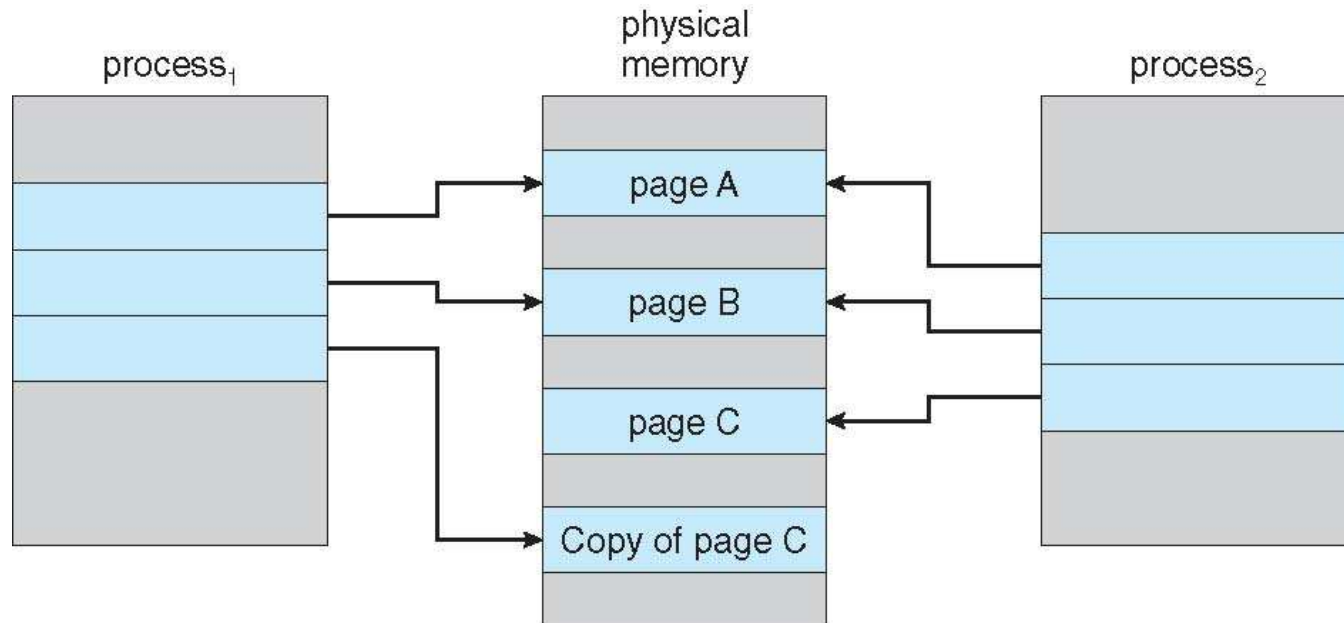 process₁
physical
memory
process₂
page A
page B
page C
Copy of page C